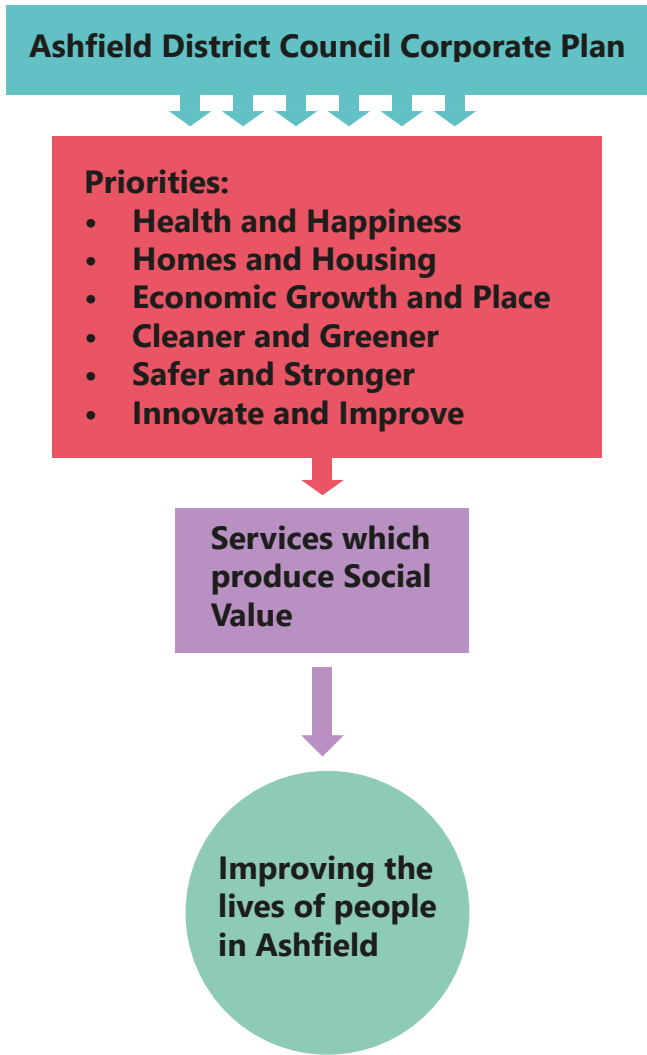 Ashfield District Council Corporate Plan
Priorities:
• Health and Happiness
• Homes and Housing
• Economic Growth and Place
• Cleaner and Greener
• Safer and Stronger
• Innovate and Improve
Services which
produce Social
Value
Improving the
lives of people
in Ashfield